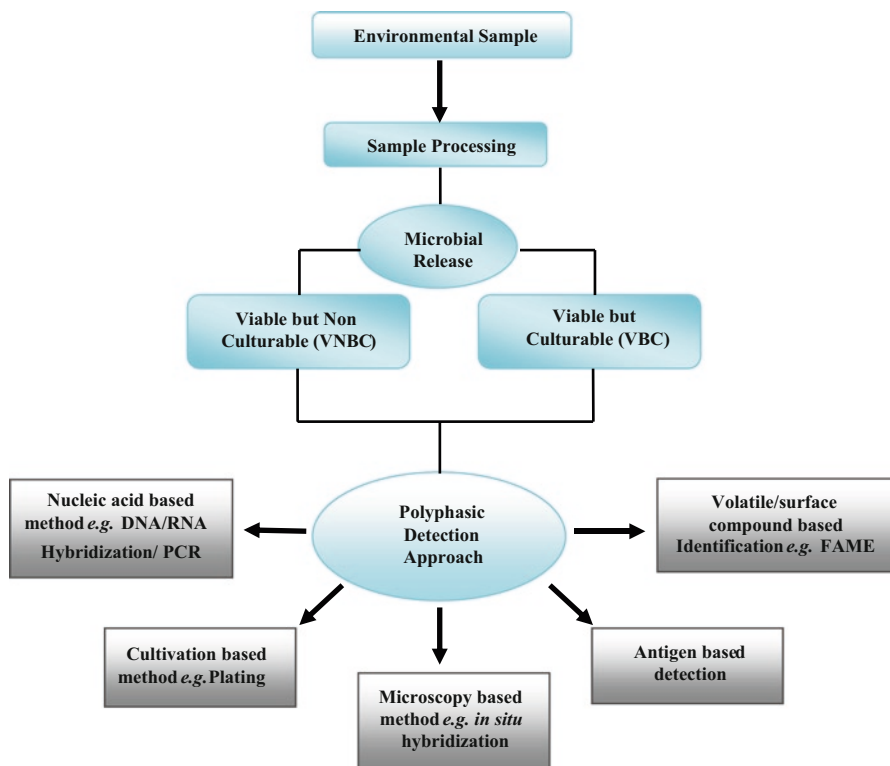 Environmental Sample
Sample Processing
Microbial
Release
Viable but Non
Culturable (VNBC)
Viable but
Culturable (VBC)
Polyphasic
Detection
Approach
Nucleic acid based
method e.g. DNA/RNA
Hybridization/ PCR
Volatile/surface
compound based
Identification e.g. FAME
Cultivation based
method e.g. Plating
Antigen based
detection
Microscopy based
method e.g. in situ
hybridization